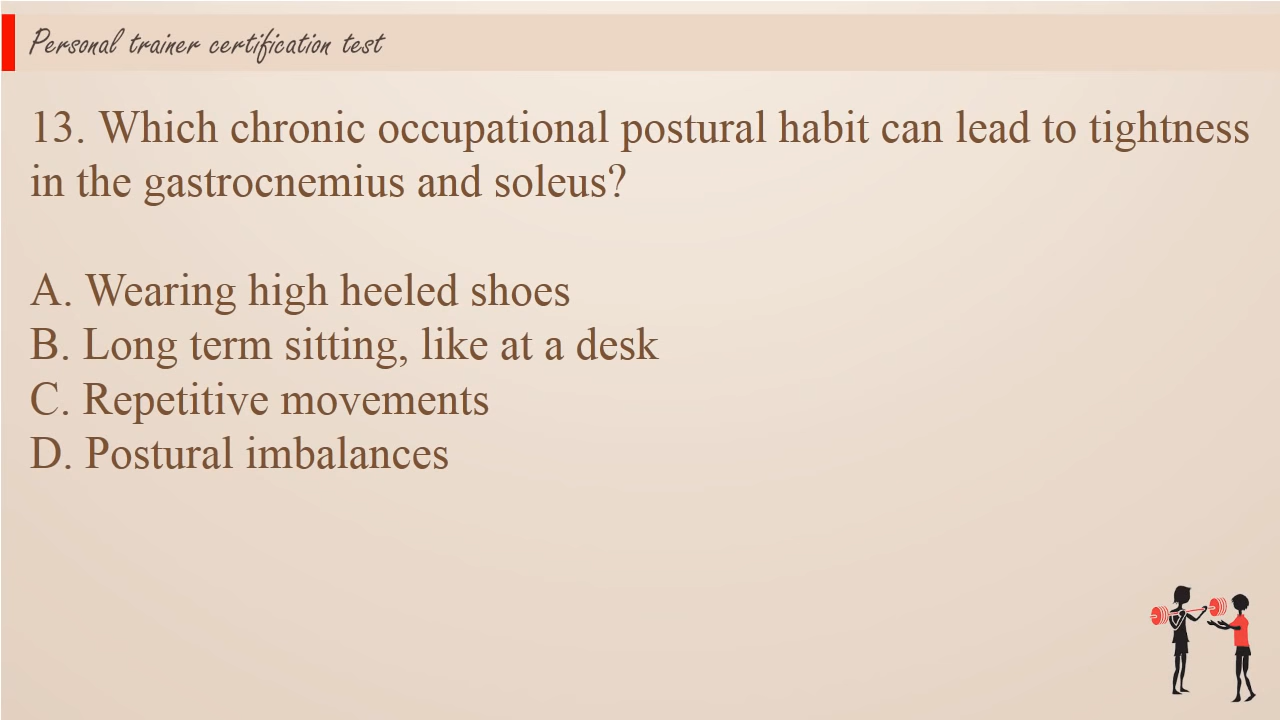 Personal trainer certification test
13. Which chronic occupational postural habit can lead to tightness
in the gastrocnemius and soleus?
A. Wearing high heeled shoes
B. Long term sitting, like at a desk
C. Repetitive movements
D. Postural imbalances